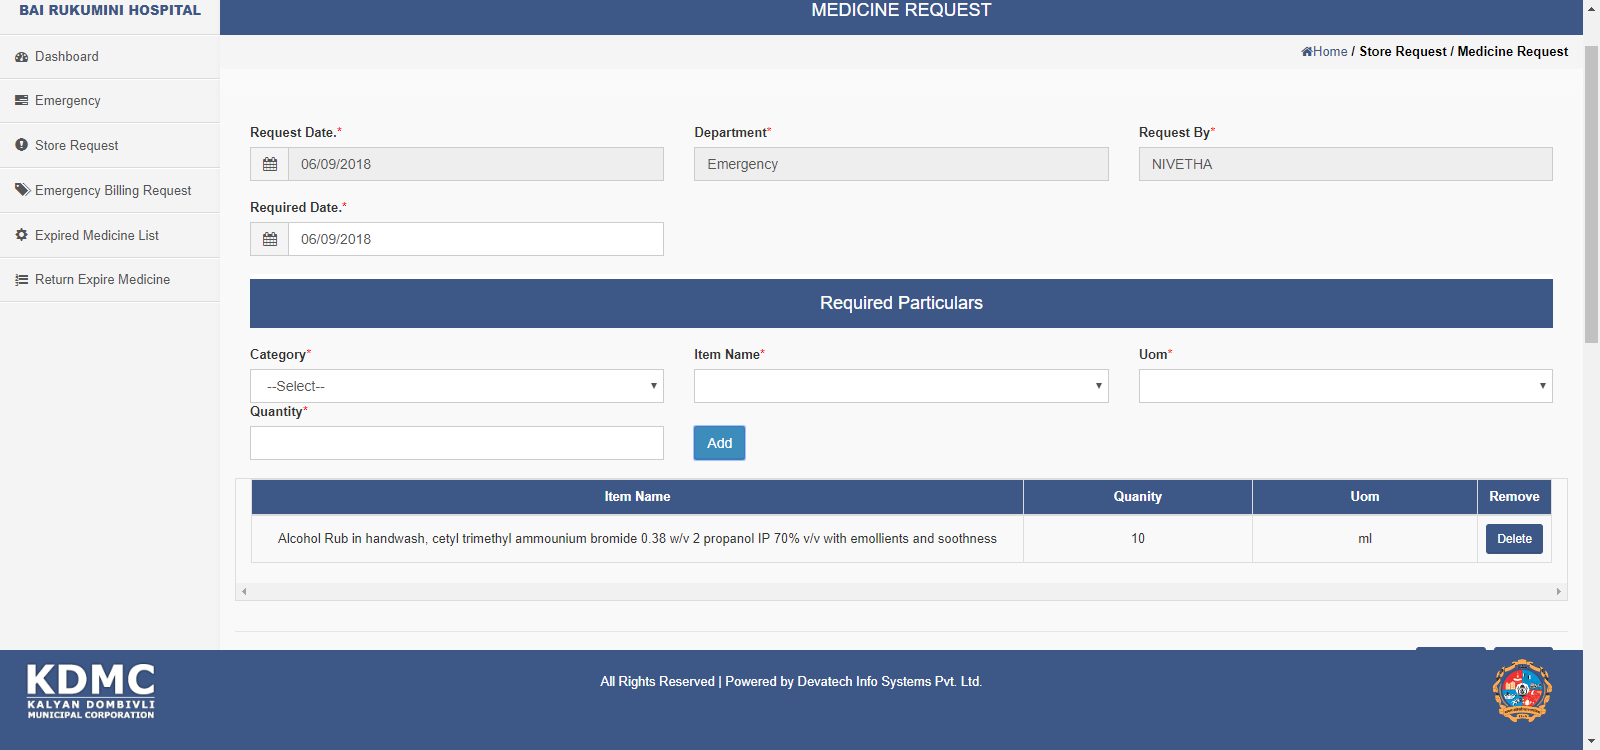 BAI RUKUMINI HOSPITAL
MEDICINE REQUEST
Home / Store Request / Medicine Request
Dashboard
Emergency
Store Request
Emergency Billing Request
Expired Medicine List
Return Expire Medicine
Request Date.* Department* Request By*
06/09/2018 Emergency NIVETHA
Required Date.*
06/09/2018
Required Particulars
Category* Item Name* Uom*
--Select--
Quantity*
Add
Item Name Quanity Uom Remove
Alcohol Rub in handwash, cetyl trimethyl ammounium bromide 0.38 w/v 2 propanol IP 70% v/v with emollients and soothness 10 ml Delete
KDMC
KALYAN DOMBIVLI
MUNICIPAL CORPORATION
All Rights Reserved | Powered by Devatech Info Systems Pvt. Ltd.